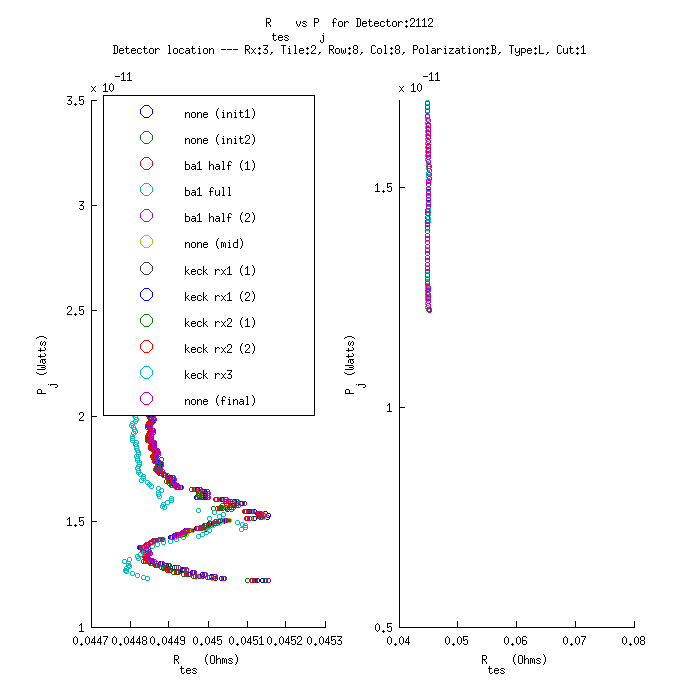 R tes vs P j for Detector:2112
Detector location --- Rx:3, Tile:2, Row:8, Col:8, Polarization:B, Type:L, Cut:1
x 10^-11
3.5
3
2.5
2
1.5
1
P j (Watts)
none (init1)
none (init2)
ba1 half (1)
ba1 full
ba1 half (2)
none (mid)
keck rx1 (1)
keck rx1 (2)
keck rx2 (1)
keck rx2 (2)
keck rx3
none (final)
0.0447 0.0448 0.0449 0.045 0.0451 0.0452 0.0453
R tes (Ohms)
x 10^-11
1.5
1
0.5
P j (Watts)
0.04 0.05 0.06 0.07 0.08
R tes (Ohms)